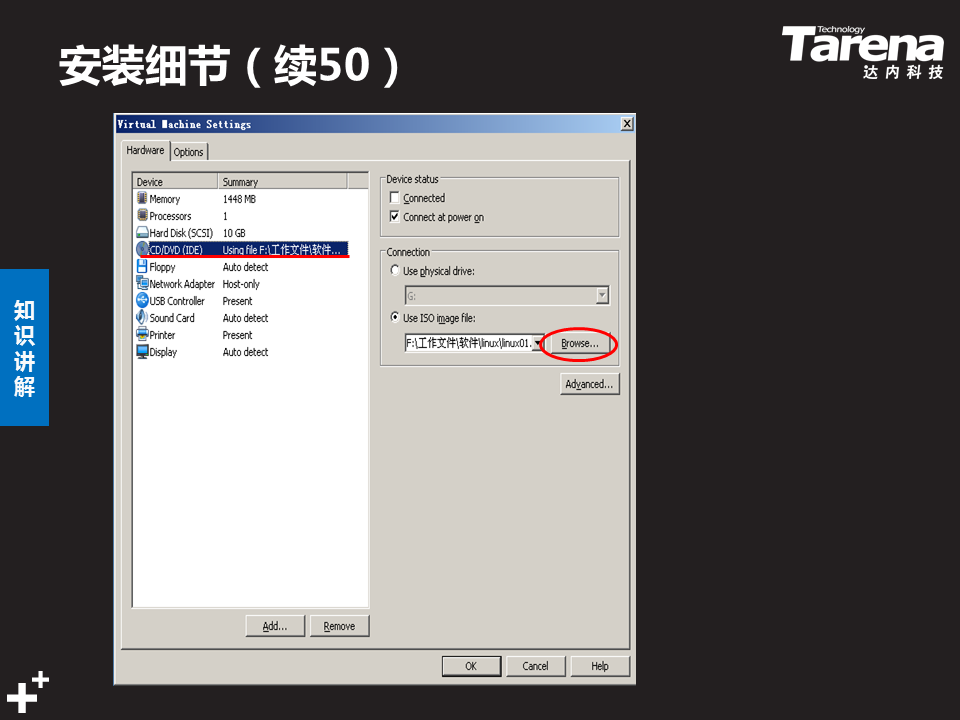 安装细节（续50）
Technology
Tarena
达内科技
知识讲解
Virtual Machine Settings
Hardware
Options
Device Summary
Memory 1448 MB
Processors 1
Hard Disk (SCSI) 10 GB
CD/DVD (IDE) Using file F:\工作文件\软件...
Floppy Auto detect
Network Adapter Host-only
USB Controller Present
Sound Card Auto detect
Printer Present
Display Auto detect
Add...
Remove
Device status
Connected
Connect at power on
Connection
Use physical drive:
G:
Use ISO image file:
F:\工作文件\软件\linux\linux01.
Browse...
Advanced...
OK
Cancel
Help